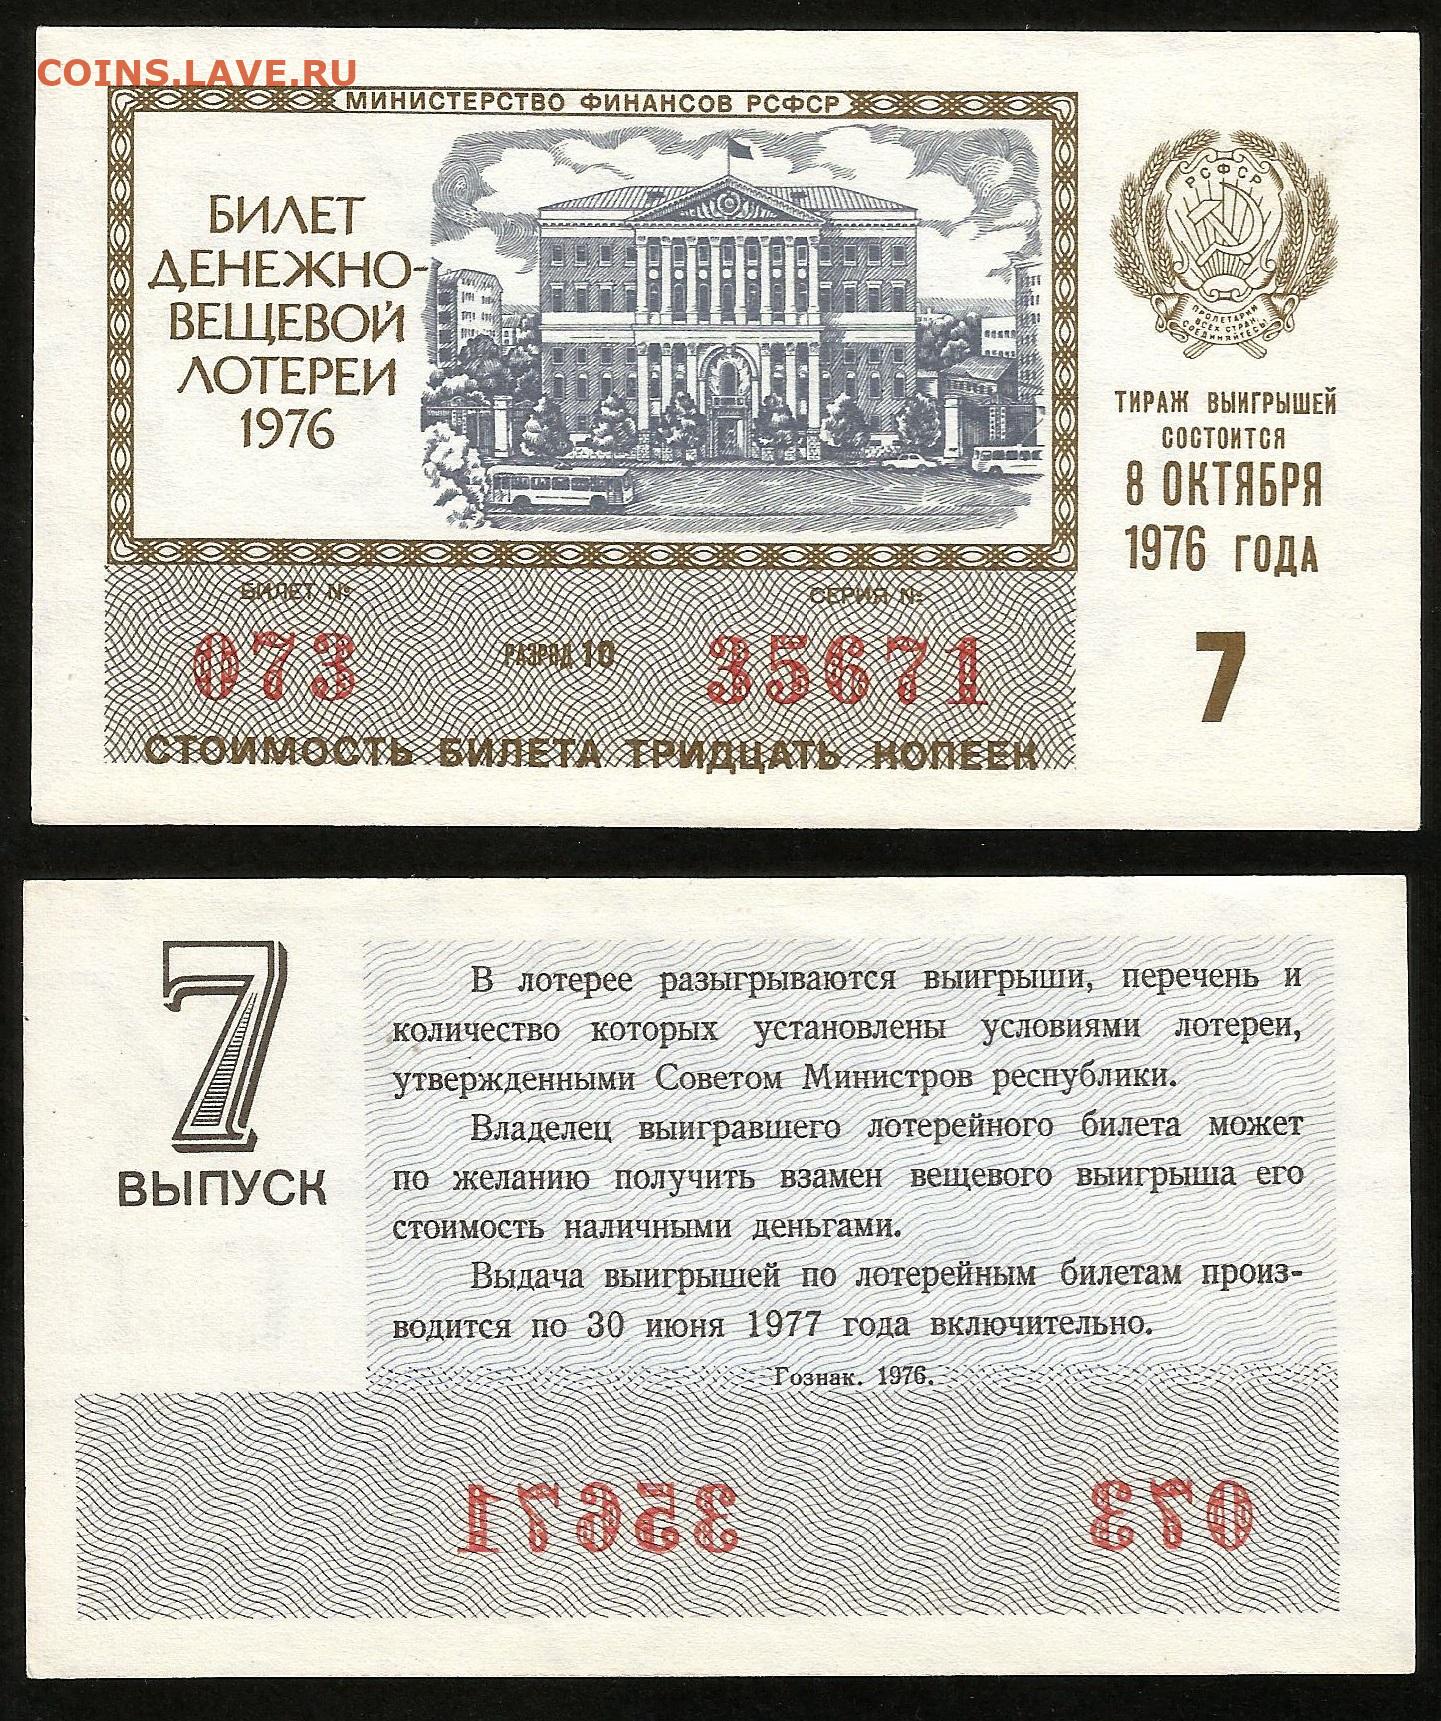 COINS.LAVE.RU
МИНИСТЕРСТВО ФИНАНСОВ РСФСР
БИЛЕТ
ДЕНЕЖНО-
ВЕЩЕВОЙ
ЛОТЕРЕИ
1976
РСФСР
ПРОЛЕТАРИИ
ВСЕХ СТРАН,
СОЕДИНЯЙТЕСЬ!
ТИРАЖ ВЫИГРЫШЕЙ
СОСТОИТСЯ
8 ОКТЯБРЯ
1976 ГОДА
7
БИЛЕТ №
СЕРИЯ №
073
РАЗРЯД 10
35671
СТОИМОСТЬ БИЛЕТА ТРИДЦАТЬ КОПЕЕК
7
ВЫПУСК
В лотерее разыгрываются выигрыши, перечень и
количество которых установлены условиями лотереи,
утвержденными Советом Министров республики.
Владелец выигравшего лотерейного билета может
по желанию получить взамен вещевого выигрыша его
стоимость наличными деньгами.
Выдача выигрышей по лотерейным билетам произ-
водится по 30 июня 1977 года включительно.
Гознак. 1976.
35671
073